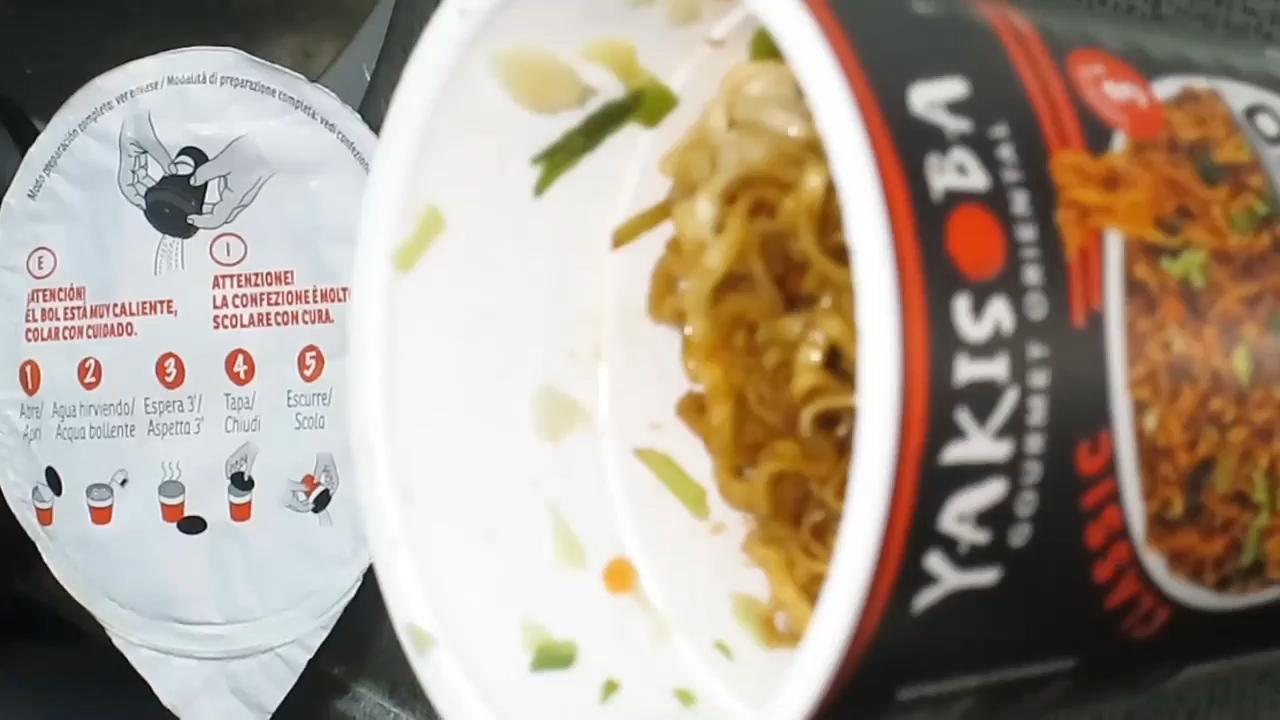 Modo preparación completo: ver envase / Modalità di preparazione completa: vedi confezione
E
¡ATENCIÓN!
EL BOL ESTÁ MUY CALIENTE,
COLAR CON CUIDADO.
I
ATTENZIONE!
LA CONFEZIONE È MOLT
SCOLARE CON CURA.
1
Abre/
Apri
2
Agua hirviendo/
Acqua bollente
3
Espera 3'/
Aspetta 3'
4
Tapa/
Chiudi
5
Escurre/
Scola
YAKISOBA
GOURMET ORIENTAL
CLASSIC